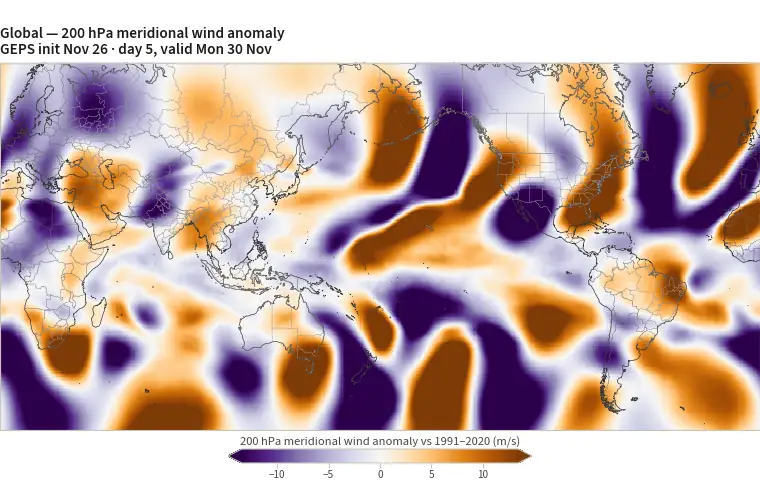 Global — 200 hPa meridional wind anomaly
GEPS init Nov 26 · day 5, valid Mon 30 Nov
200 hPa meridional wind anomaly vs 1991–2020 (m/s)
−10 −5 0 5 10